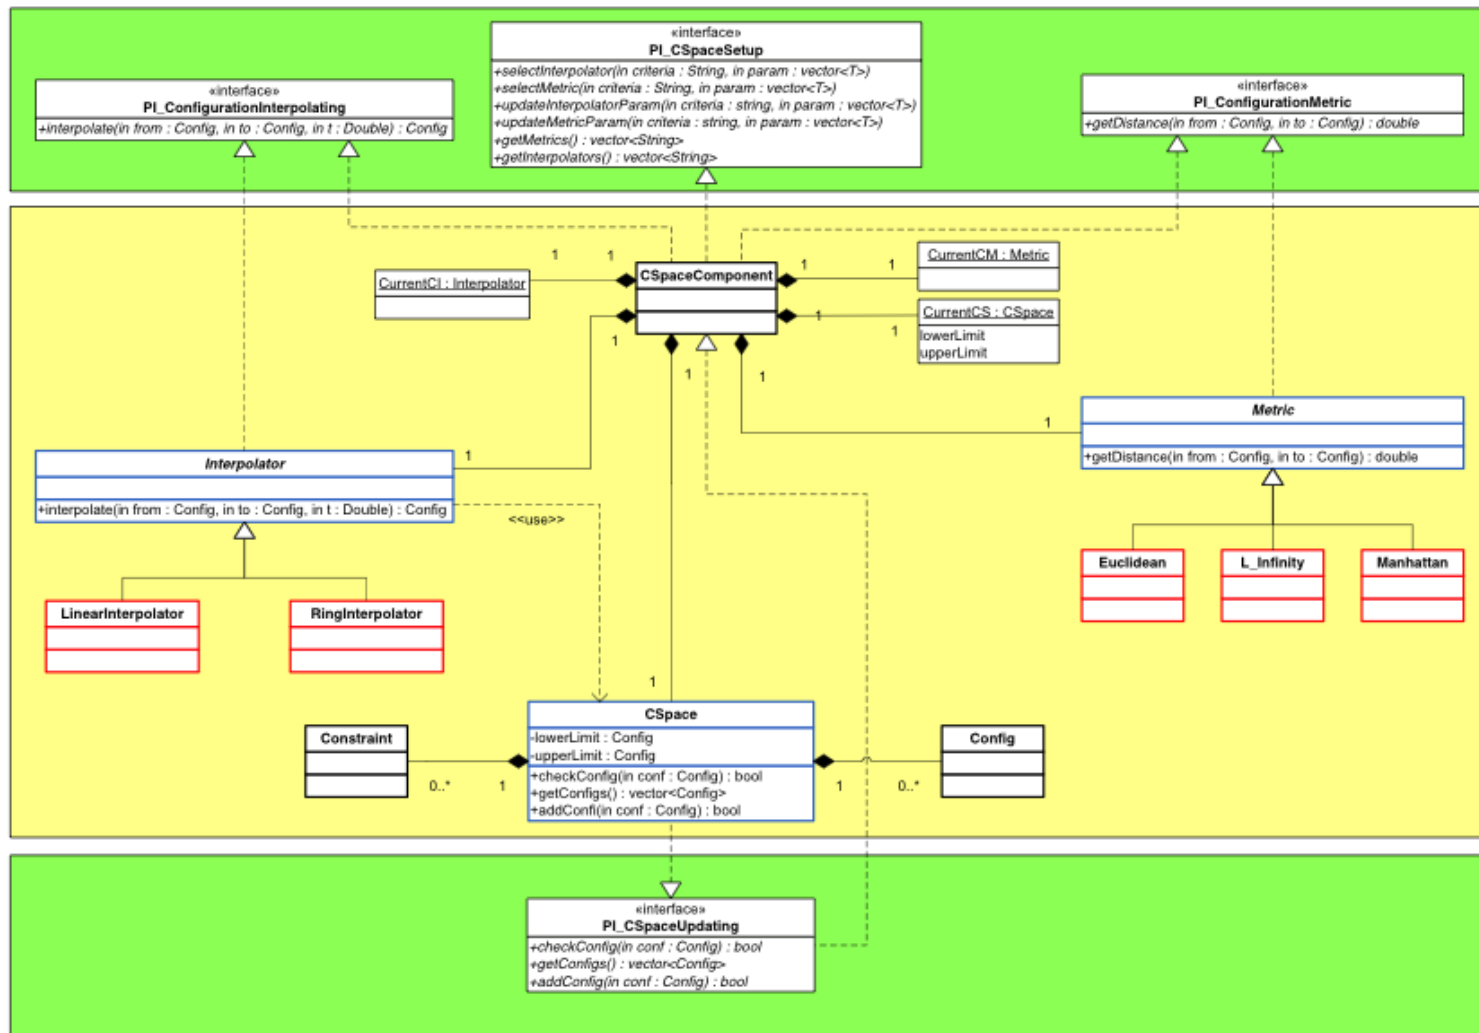 «interface»
PI_CSpaceSetup
+selectInterpolator(in criteria : String, in param : vector<T>)
+selectMetric(in criteria : String, in param : vector<T>)
+updateInterpolatorParam(in criteria : string, in param : vector<T>)
+updateMetricParam(in criteria : string, in param : vector<T>)
+getMetrics() : vector<String>
+getInterpolators() : vector<String>
«interface»
PI_ConfigurationInterpolating
+interpolate(in from : Config, in to : Config, in t : Double) : Config
«interface»
PI_ConfigurationMetric
+getDistance(in from : Config, in to : Config) : double
1
1
CurrentCI : Interpolator
CSpaceComponent
1
1
CurrentCM : Metric
1
1
CurrentCS : CSpace
lowerLimit
upperLimit
1
1
1
1
1
Metric
+getDistance(in from : Config, in to : Config) : double
Interpolator
+interpolate(in from : Config, in to : Config, in t : Double) : Config
<<use>>
Euclidean
L_Infinity
Manhattan
LinearInterpolator
RingInterpolator
1
CSpace
-lowerLimit : Config
-upperLimit : Config
+checkConfig(in conf : Config) : bool
+getConfigs() : vector<Config>
+addConfi(in conf : Config) : bool
Constraint
0..*
1
Config
1
0..*
«interface»
PI_CSpaceUpdating
+checkConfig(in conf : Config) : bool
+getConfigs() : vector<Config>
+addConfig(in conf : Config) : bool